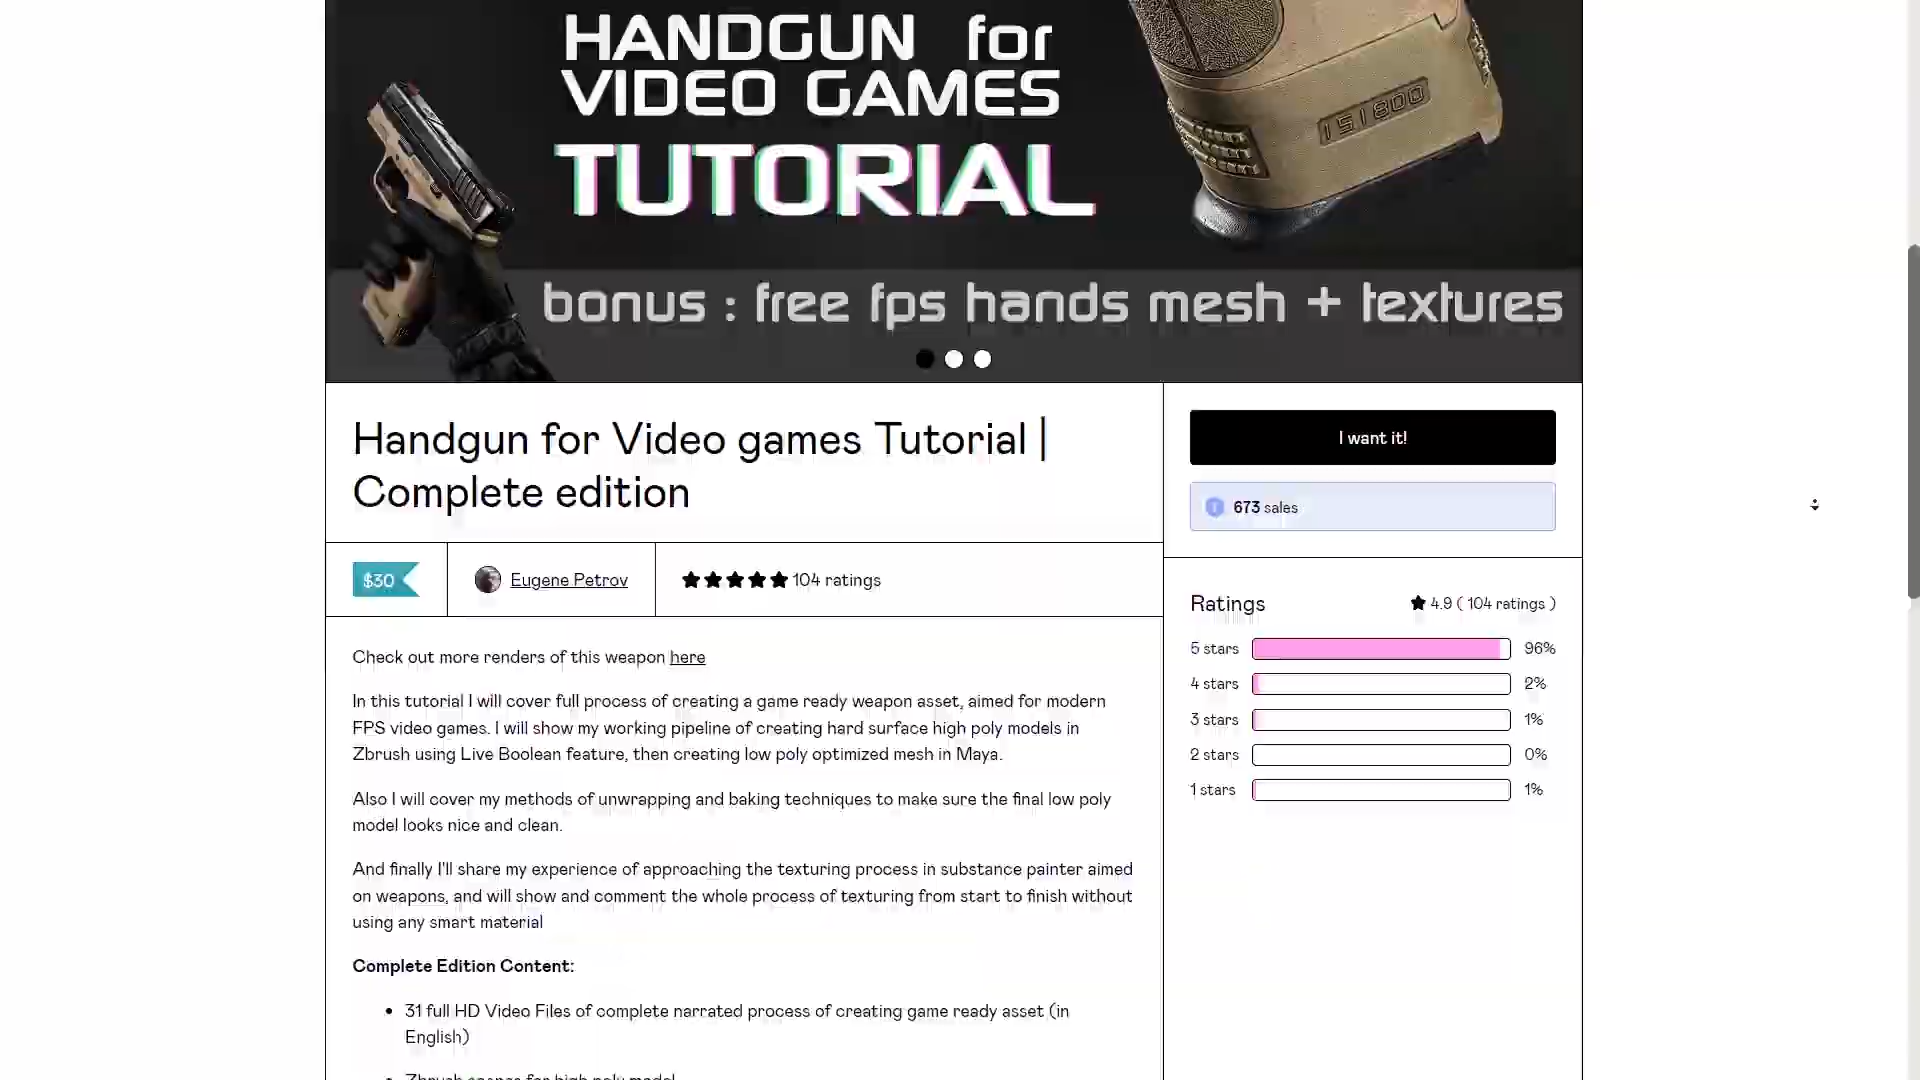 HANDGUN for
VIDEO GAMES
TUTORIAL
151800
bonus : free fps hands mesh + textures
Handgun for Video games Tutorial |
Complete edition
I want it!
673 sales
$30
Eugene Petrov
104 ratings
Ratings
4.9 ( 104 ratings )
5 stars 96%
4 stars 2%
3 stars 1%
2 stars 0%
1 stars 1%
Check out more renders of this weapon here
In this tutorial I will cover full process of creating a game ready weapon asset, aimed for modern
FPS video games. I will show my working pipeline of creating hard surface high poly models in
Zbrush using Live Boolean feature, then creating low poly optimized mesh in Maya.
Also I will cover my methods of unwrapping and baking techniques to make sure the final low poly
model looks nice and clean.
And finally I'll share my experience of approaching the texturing process in substance painter aimed
on weapons, and will show and comment the whole process of texturing from start to finish without
using any smart material
Complete Edition Content:
• 31 full HD Video Files of complete narrated process of creating game ready asset (in
English)
Zbrush scenes for high poly model